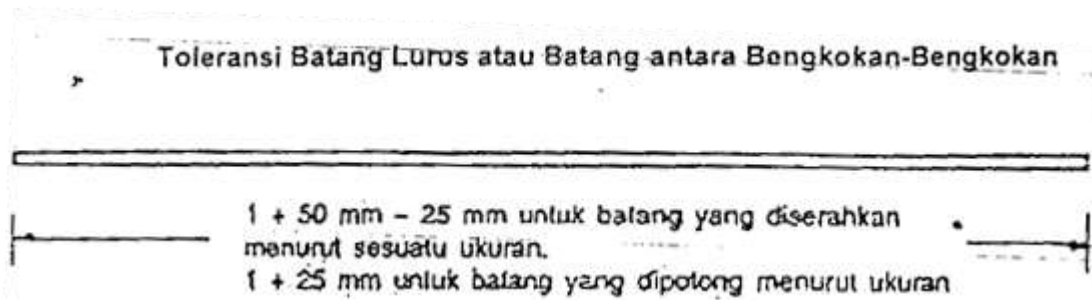 Toleransi Batang Lurus atau Batang antara Bengkokan-Bengkokan
1 + 50 mm – 25 mm untuk batang yang diserahkan
menurut sesuatu ukuran.
1 + 25 mm untuk batang yang dipotong menurut ukuran